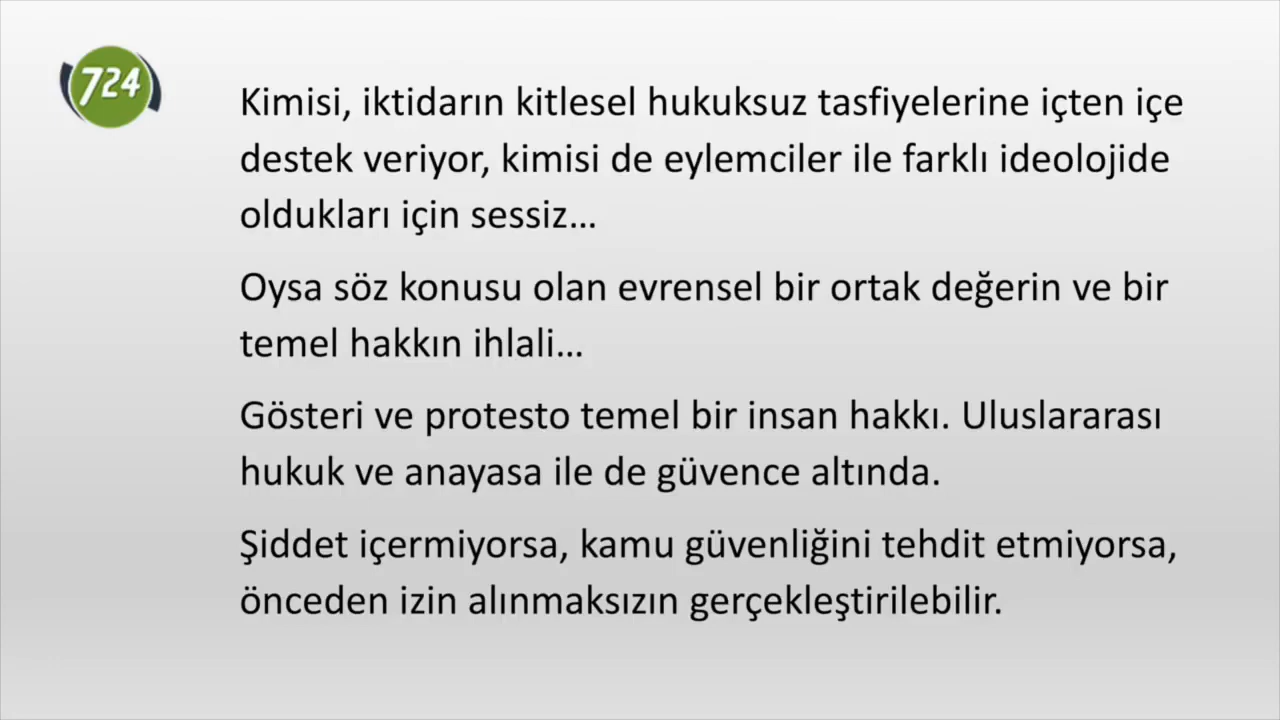 724
Kimisi, iktidarın kitlesel hukuksuz tasfiyelerine içten içe
destek veriyor, kimisi de eylemciler ile farklı ideolojide
oldukları için sessiz…
Oysa söz konusu olan evrensel bir ortak değerin ve bir
temel hakkın ihlali…
Gösteri ve protesto temel bir insan hakkı. Uluslararası
hukuk ve anayasa ile de güvence altında.
Şiddet içermiyorsa, kamu güvenliğini tehdit etmiyorsa,
önceden izin alınmaksızın gerçekleştirilebilir.